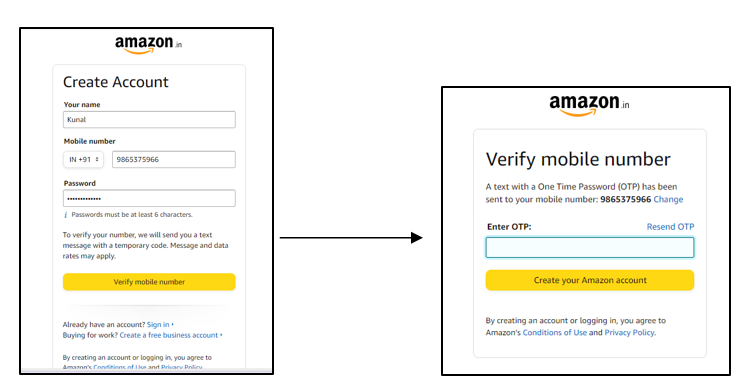 amazon.in
Create Account
Your name
Kunal
Mobile number
IN +91 9865375966
Password
•••••••••••••
i Passwords must be at least 6 characters.
To verify your number, we will send you a text
message with a temporary code. Message and data
rates may apply.
Verify mobile number
Already have an account? Sign in
Buying for work? Create a free business account
By creating an account or logging in, you agree to
Amazon's Conditions of Use and Privacy Policy.
amazon.in
Verify mobile number
A text with a One Time Password (OTP) has been
sent to your mobile number: 9865375966 Change
Enter OTP: Resend OTP
Create your Amazon account
By creating an account or logging in, you agree to
Amazon's Conditions of Use and Privacy Policy.